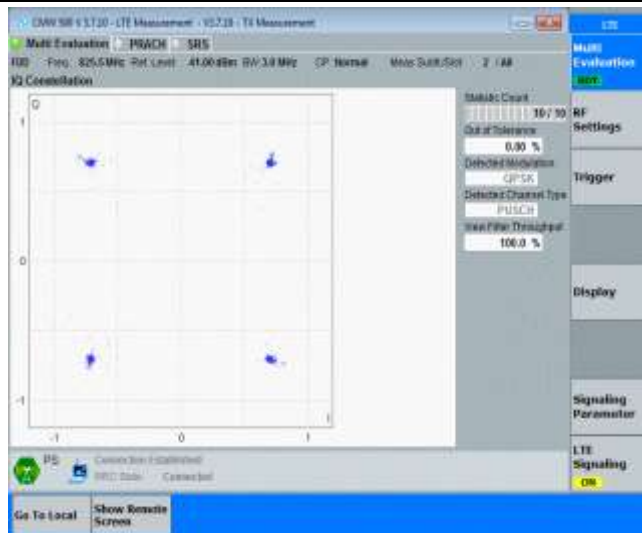 CMW 500 V 3.7.20 - LTE Measurement - V3.7.20 - TX Measurement
Multi Evaluation PRACH SRS
FDD Freq.: 825.5 MHz Ref. Level: 41.00 dBm BW: 3.0 MHz CP: Normal Meas Subfr./Slot: 2 / All
IQ Constellation
Q
Statistic Count
10 / 10
Out of Tolerance
0.00 %
Detected Modulation
QPSK
Detected Channel Type
PUSCH
View Filter Throughput
100.0 %
1
0
-1
I
-1 0 1
PS Connection Established
RRC State Connected
LTE
Multi Evaluation
RDY
RF Settings
Trigger
Display
Signaling Parameter
LTE Signaling
ON
Go To Local
Show Remote Screen